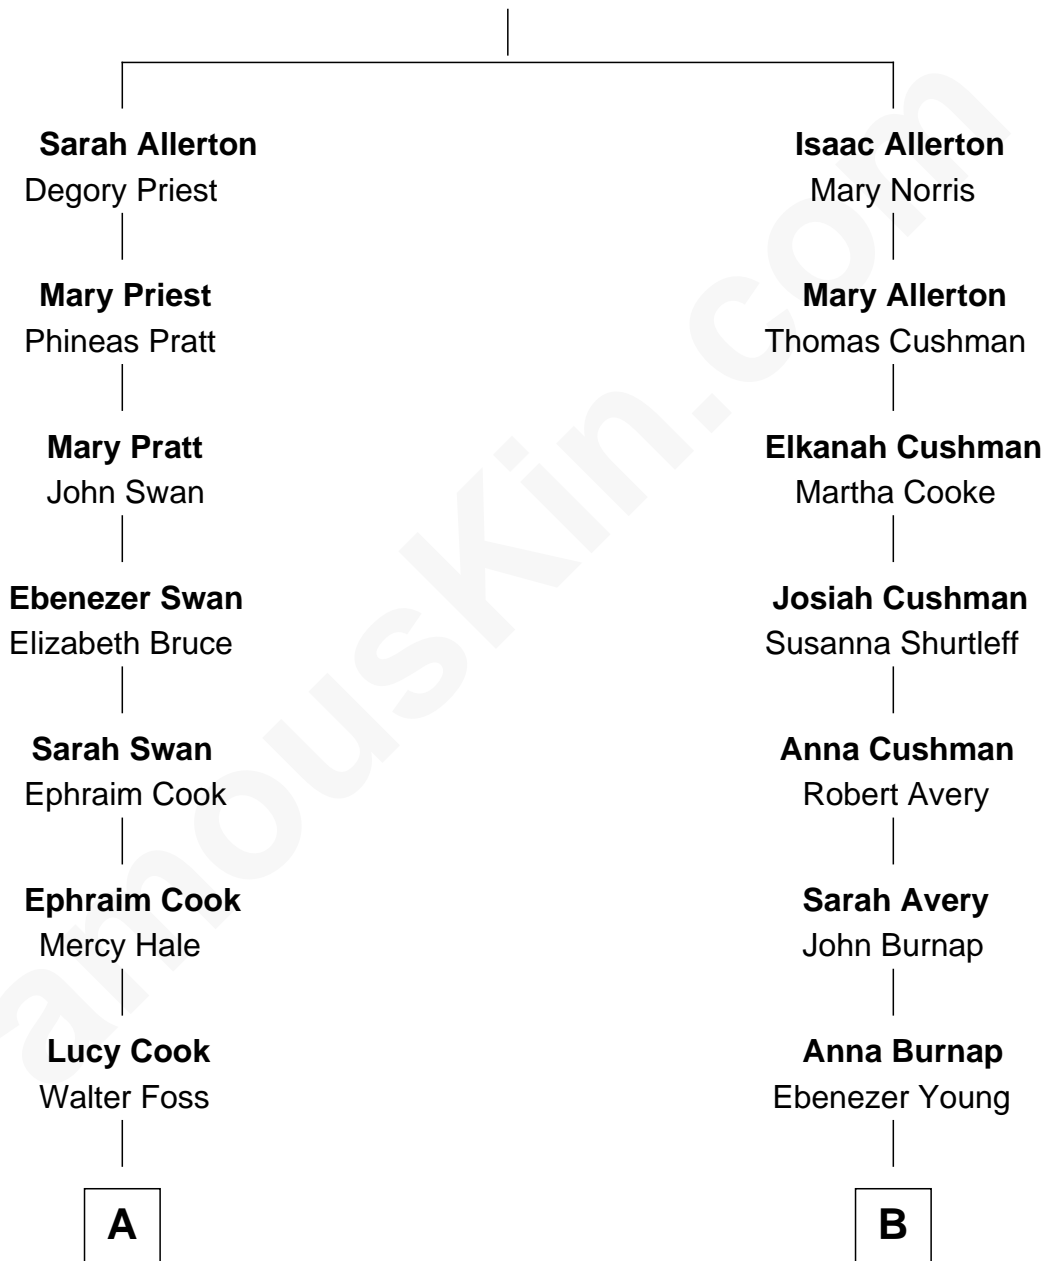 Sarah Allerton
Degory Priest
Mary Priest
Phineas Pratt
Mary Pratt
John Swan
Ebenezer Swan
Elizabeth Bruce
Sarah Swan
Ephraim Cook
Ephraim Cook
Mercy Hale
Lucy Cook
Walter Foss
A
Isaac Allerton
Mary Norris
Mary Allerton
Thomas Cushman
Elkanah Cushman
Martha Cooke
Josiah Cushman
Susanna Shurtleff
Anna Cushman
Robert Avery
Sarah Avery
John Burnap
Anna Burnap
Ebenezer Young
B
amouskin.com